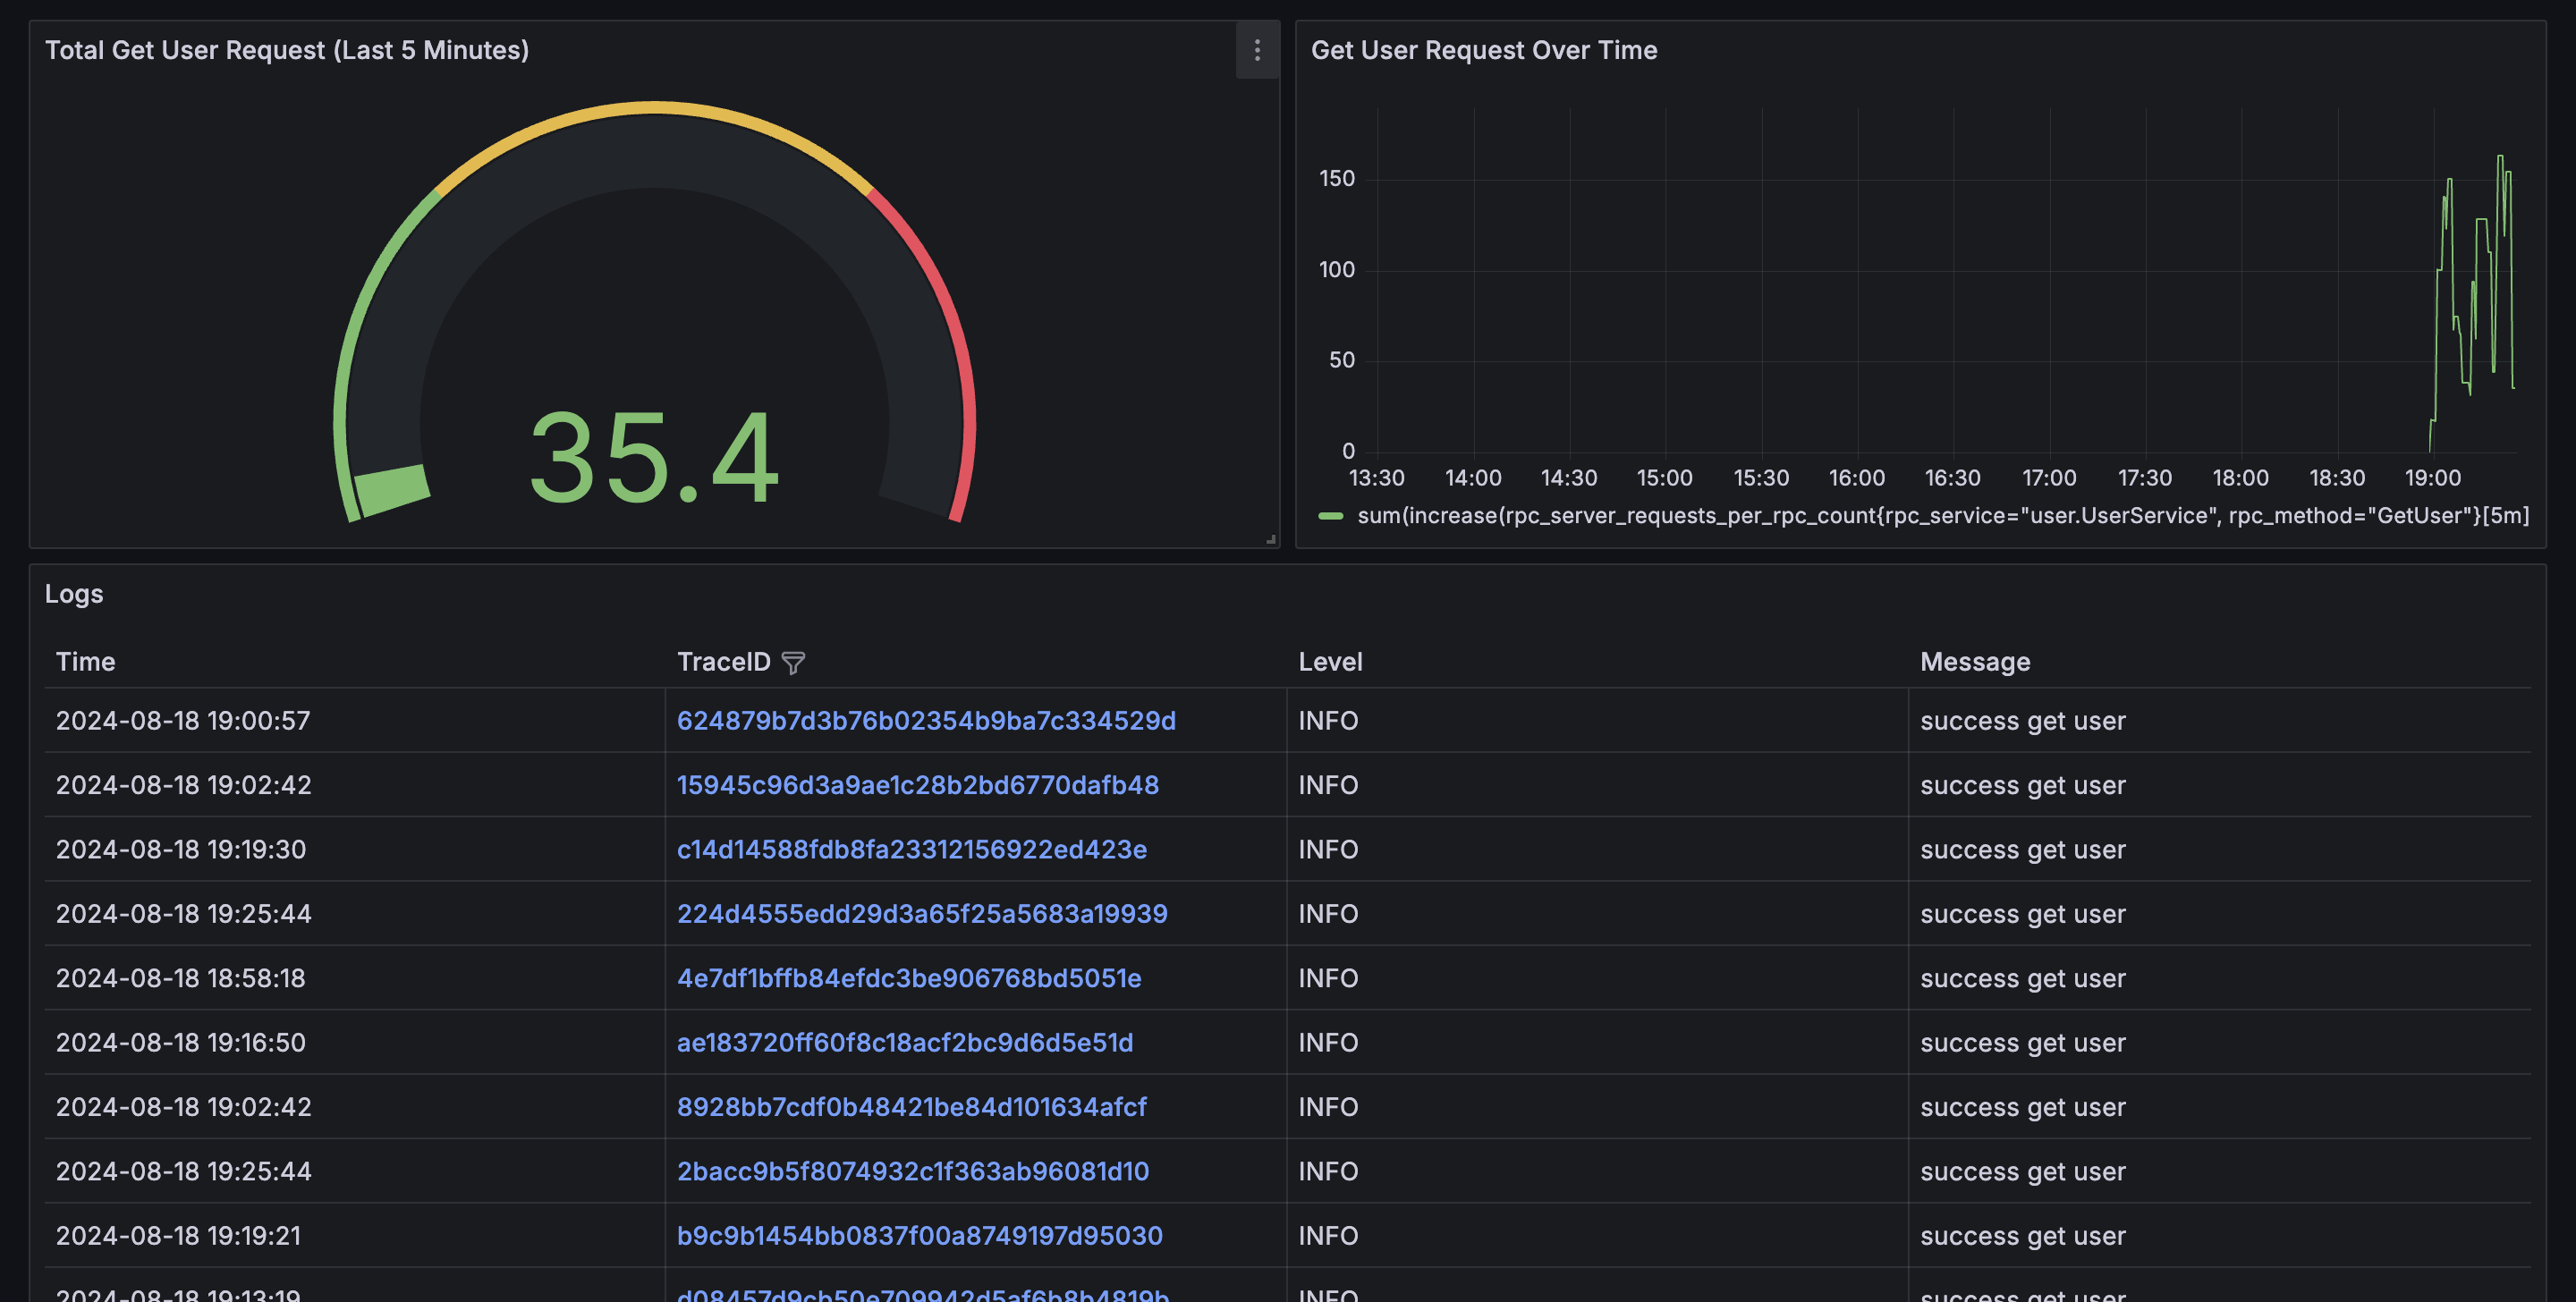 Total Get User Request (Last 5 Minutes)
35.4
Get User Request Over Time
150
100
50
0
13:30 14:00 14:30 15:00 15:30 16:00 16:30 17:00 17:30 18:00 18:30 19:00
sum(increase(rpc_server_requests_per_rpc_count{rpc_service="user.UserService", rpc_method="GetUser"}[5m]
Logs
Time TraceID Level Message
2024-08-18 19:00:57 624879b7d3b76b02354b9ba7c334529d INFO success get user
2024-08-18 19:02:42 15945c96d3a9ae1c28b2bd6770dafb48 INFO success get user
2024-08-18 19:19:30 c14d14588fdb8fa23312156922ed423e INFO success get user
2024-08-18 19:25:44 224d4555edd29d3a65f25a5683a19939 INFO success get user
2024-08-18 18:58:18 4e7df1bffb84efdc3be906768bd5051e INFO success get user
2024-08-18 19:16:50 ae183720ff60f8c18acf2bc9d6d5e51d INFO success get user
2024-08-18 19:02:42 8928bb7cdf0b48421be84d101634afcf INFO success get user
2024-08-18 19:25:44 2bacc9b5f8074932c1f363ab96081d10 INFO success get user
2024-08-18 19:19:21 b9c9b1454bb0837f00a8749197d95030 INFO success get user
2024-08-18 19:13:19 d08457d9cb50e709942d5af6b8b4819b INFO success get user